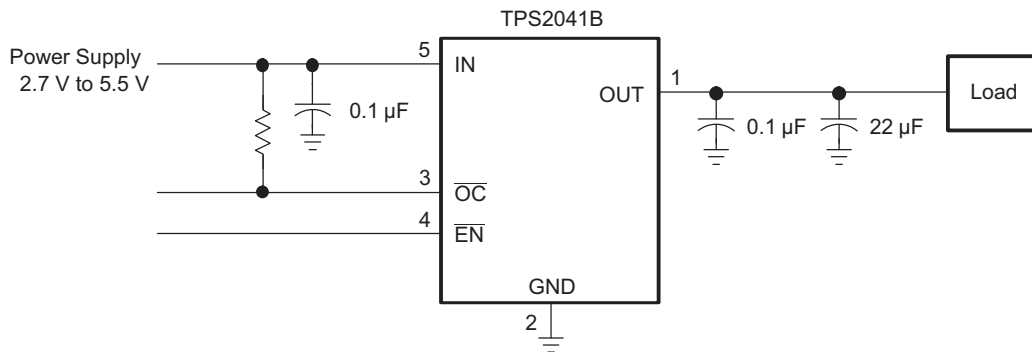 TPS2041B
Power Supply
2.7 V to 5.5 V
5
IN
0.1 µF
OUT
1
0.1 µF
22 µF
Load
3
OC
4
EN
GND
2